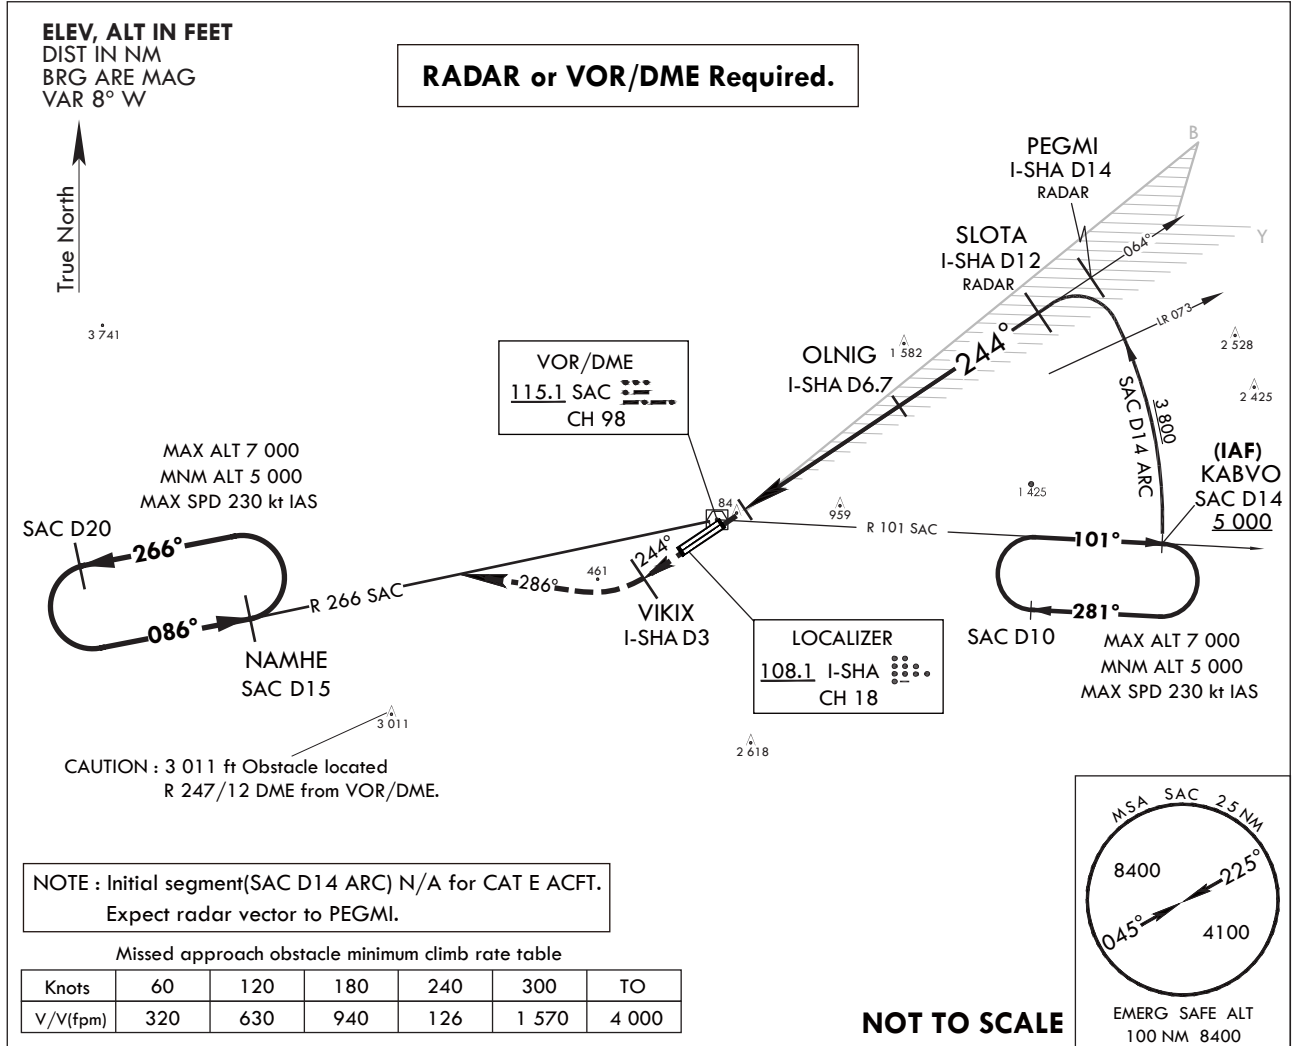 ELEV, ALT IN FEET
DIST IN NM
BRG ARE MAG
VAR 8° W
True North
RADAR or VOR/DME Required.
B
PEGMI
I-SHA D14
RADAR
064°
Y
SLOTA
I-SHA D12
RADAR
LR 073
3 741
1 582
2 528
OLNIG
I-SHA D6.7
244°
2 425
VOR/DME
115.1 SAC
CH 98
SAC D14 ARC
3 800
MAX ALT 7 000
MNM ALT 5 000
MAX SPD 230 kt IAS
(IAF)
KABVO
SAC D14
5 000
1 425
84
959
R 101 SAC
SAC D20
266°
101°
244°
461
286°
R 266 SAC
086°
VIKIX
I-SHA D3
281°
SAC D10
NAMHE
SAC D15
LOCALIZER
108.1 I-SHA
CH 18
MAX ALT 7 000
MNM ALT 5 000
MAX SPD 230 kt IAS
3 011
2 618
CAUTION : 3 011 ft Obstacle located
R 247/12 DME from VOR/DME.
MSA SAC 25 NM
8400
225°
045°
4100
EMERG SAFE ALT
100 NM 8400
NOTE : Initial segment(SAC D14 ARC) N/A for CAT E ACFT.
Expect radar vector to PEGMI.
Missed approach obstacle minimum climb rate table
Knots 60 120 180 240 300 TO
V/V(fpm) 320 630 940 126 1 570 4 000
NOT TO SCALE